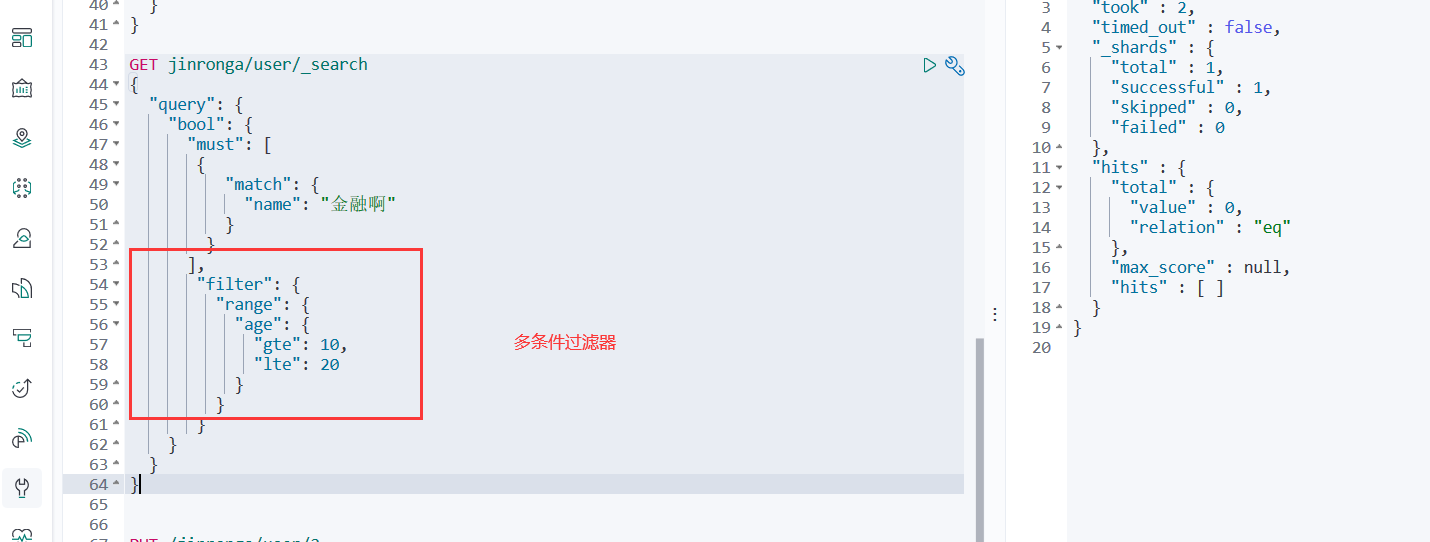 40 }
41 }
42
43 GET jinronga/user/_search
44 {
45 "query": {
46 "bool": {
47 "must": [
48 {
49 "match": {
50 "name": "金融啊"
51 }
52 }
53 ],
54 "filter": {
55 "range": {
56 "age": {
57 "gte": 10,
58 "lte": 20
59 }
60 }
61 }
62 }
63 }
64 }
65
66
多条件过滤器
3 "took" : 2,
4 "timed_out" : false,
5 "_shards" : {
6 "total" : 1,
7 "successful" : 1,
8 "skipped" : 0,
9 "failed" : 0
10 },
11 "hits" : {
12 "total" : {
13 "value" : 0,
14 "relation" : "eq"
15 },
16 "max_score" : null,
17 "hits" : [ ]
18 }
19 }
20